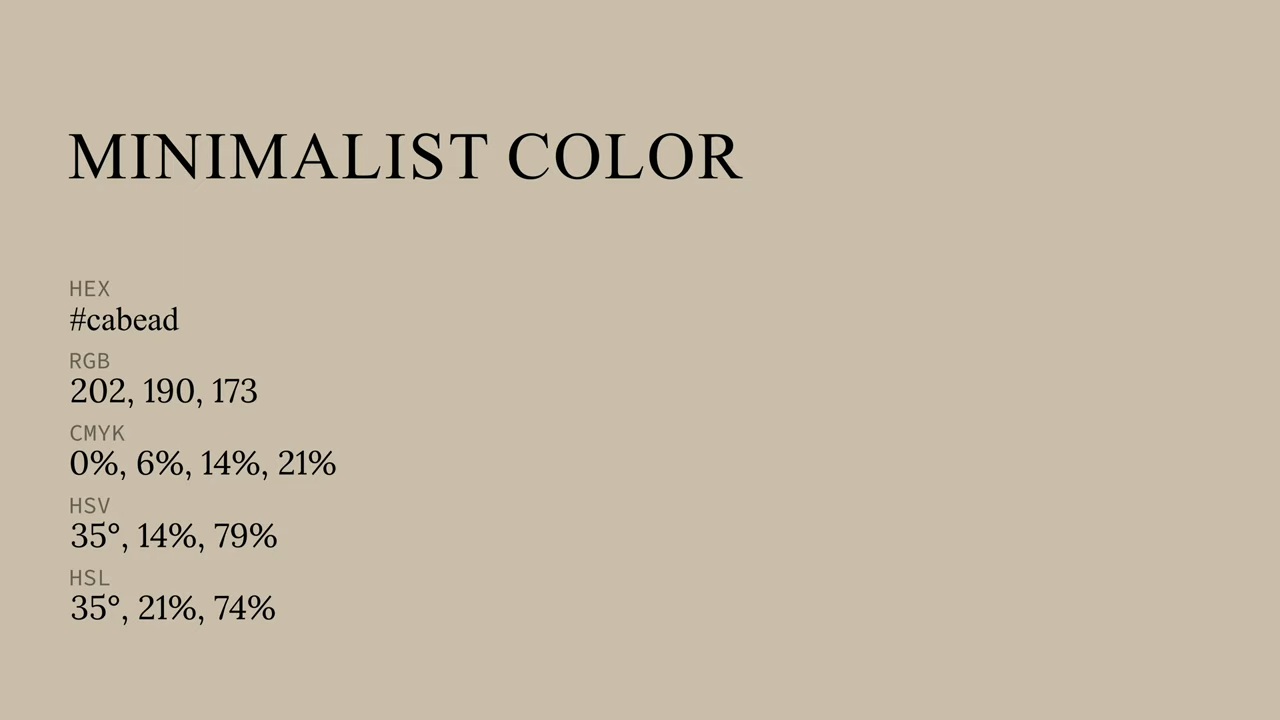 MINIMALIST COLOR
HEX
#cabead
RGB
202, 190, 173
CMYK
0%, 6%, 14%, 21%
HSV
35°, 14%, 79%
HSL
35°, 21%, 74%